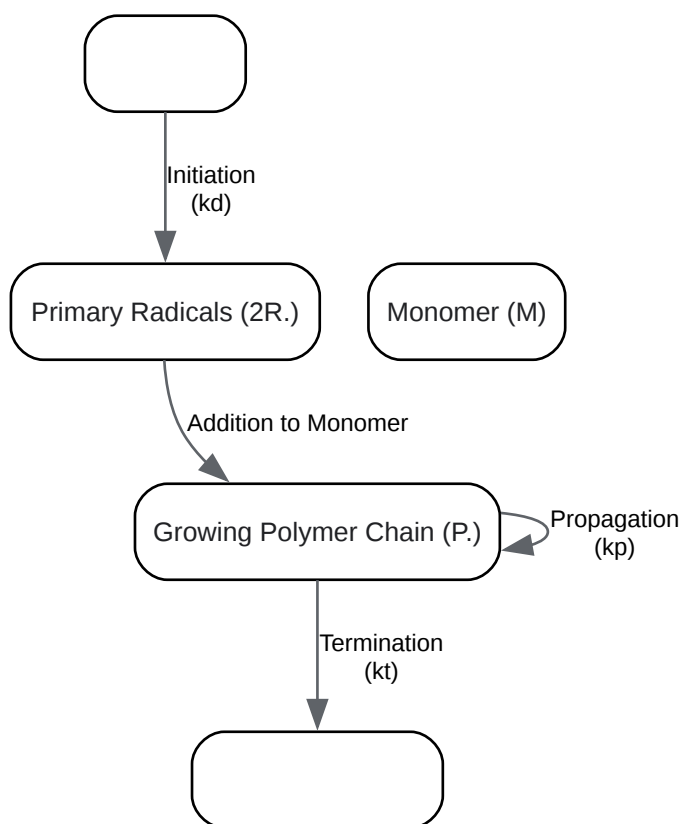 Initiation
(kd)
Primary Radicals (2R.)
Monomer (M)
Addition to Monomer
Growing Polymer Chain (P.)
Propagation
(kp)
Termination
(kt)